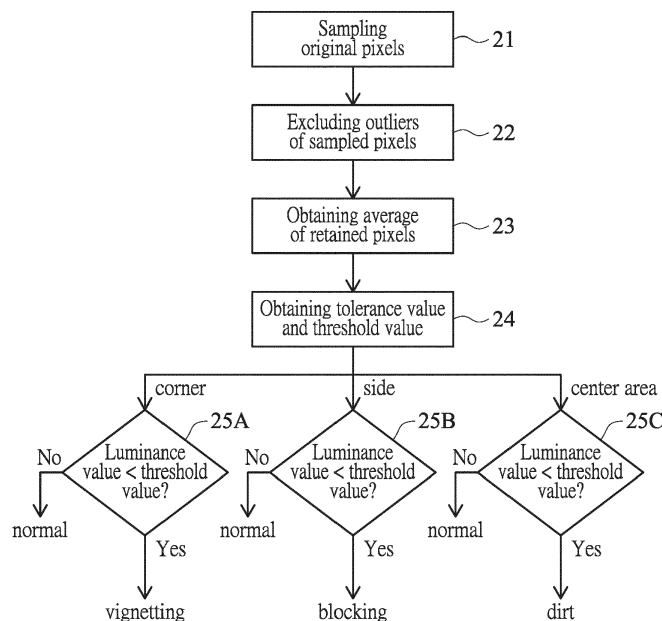 Sampling
original pixels
21
Excluding outliers
of sampled pixels
22
Obtaining average
of retained pixels
23
Obtaining tolerance value
and threshold value
24
corner
side
center area
25A
25B
25C
Luminance
value < threshold
value?
No
normal
Yes
vignetting
Luminance
value < threshold
value?
No
normal
Yes
blocking
Luminance
value < threshold
value?
No
normal
Yes
dirt